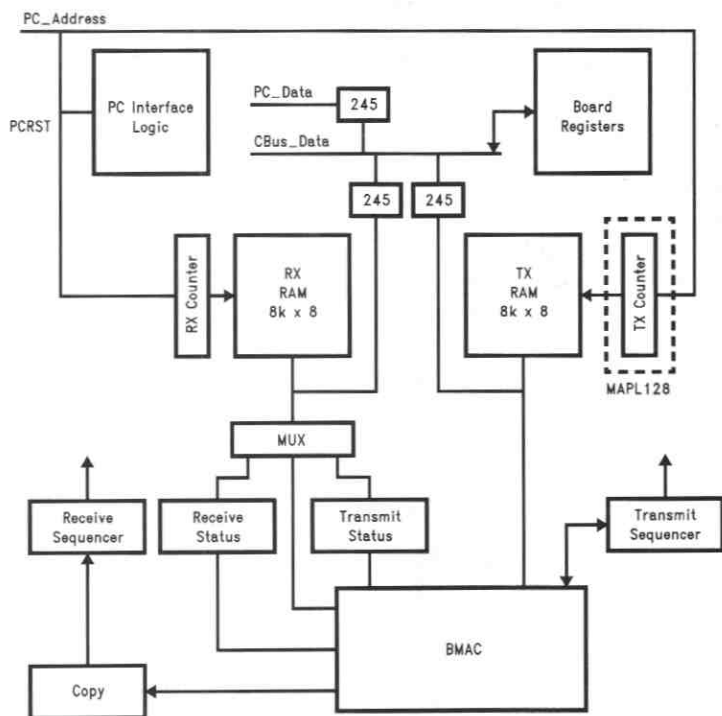 PC_Address
PCRST
PC Interface
Logic
PC_Data
245
CBus_Data
Board
Registers
245
245
RX Counter
RX
RAM
8k x 8
TX
RAM
8k x 8
TX Counter
MAPL128
MUX
Receive
Sequencer
Receive
Status
Transmit
Status
Transmit
Sequencer
BMAC
Copy